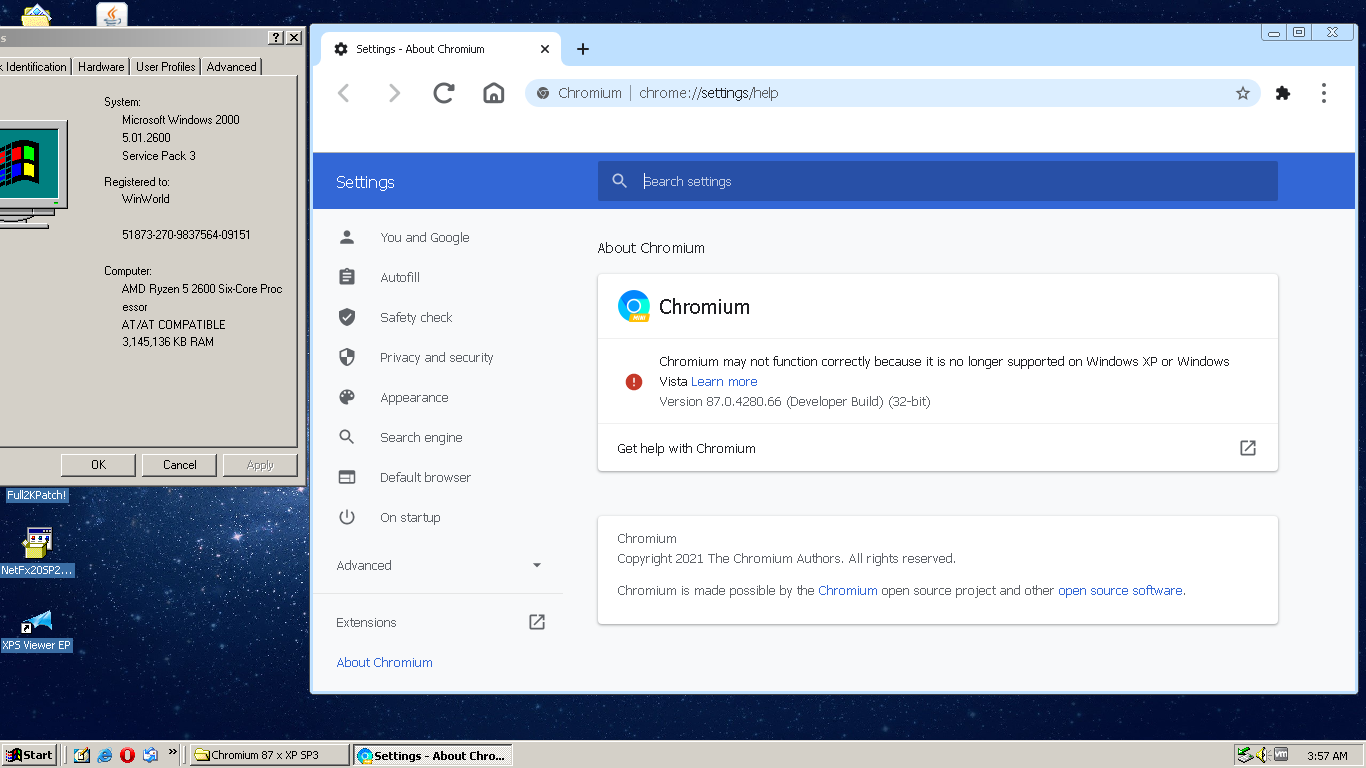 s
k Identification
Hardware
User Profiles
Advanced
System:
Microsoft Windows 2000
5.01.2600
Service Pack 3
Registered to:
WinWorld
51873-270-9837564-09151
Computer:
AMD Ryzen 5 2600 Six-Core Proc
essor
AT/AT COMPATIBLE
3,145,136 KB RAM
OK
Cancel
Apply
Full2KPatch!
NetFx20SP2...
XPS Viewer EP
Settings - About Chromium
Chromium
chrome://settings/help
Settings
Search settings
You and Google
Autofill
Safety check
Privacy and security
Appearance
Search engine
Default browser
On startup
Advanced
Extensions
About Chromium
About Chromium
MINI
Chromium
Chromium may not function correctly because it is no longer supported on Windows XP or Windows
Vista Learn more
Version 87.0.4280.66 (Developer Build) (32-bit)
Get help with Chromium
Chromium
Copyright 2021 The Chromium Authors. All rights reserved.
Chromium is made possible by the Chromium open source project and other open source software.
Start
Chromium 87 x XP SP3
Settings - About Chro...
vm
3:57 AM